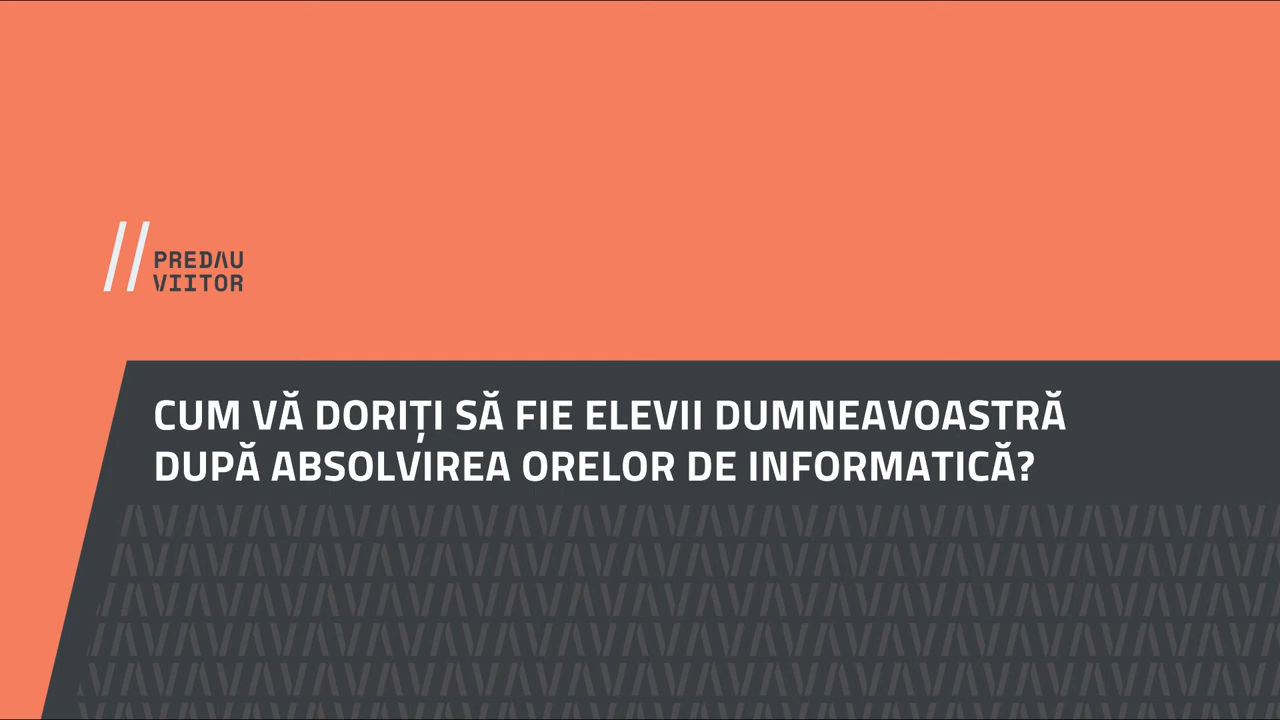 PREDAU
VIITOR
CUM VĂ DORIȚI SĂ FIE ELEVII DUMNEAVOASTRĂ
DUPĂ ABSOLVIREA ORELOR DE INFORMATICĂ?